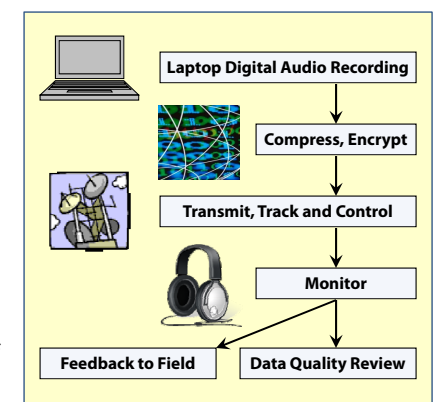 Laptop Digital Audio Recording
Compress, Encrypt
Transmit, Track and Control
Monitor
Feedback to Field
Data Quality Review